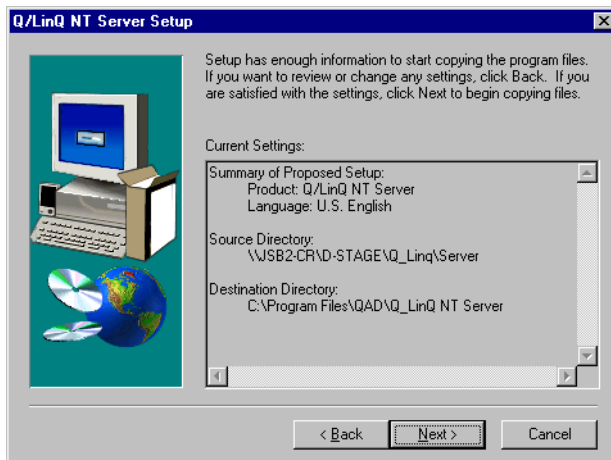 Q/LinQ NT Server Setup
Setup has enough information to start copying the program files.
If you want to review or change any settings, click Back. If you
are satisfied with the settings, click Next to begin copying files.
Current Settings:
Summary of Proposed Setup:
Product: Q/LinQ NT Server
Language: U.S. English
Source Directory:
\\JSB2-CR\D-STAGE\Q_Linq\Server
Destination Directory:
C:\Program Files\QAD\Q_LinQ NT Server
< Back
Next >
Cancel